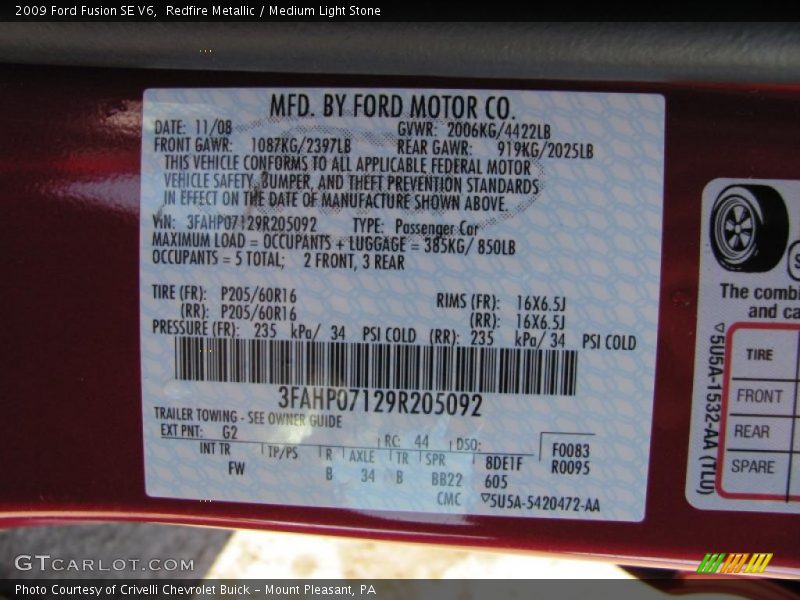 2009 Ford Fusion SE V6,  Redfire Metallic / Medium Light Stone
MFD. BY FORD MOTOR CO.
DATE: 11/08 GVWR: 2006KG/4422LB
FRONT GAWR: 1087KG/2397LB REAR GAWR: 919KG/2025LB
THIS VEHICLE CONFORMS TO ALL APPLICABLE FEDERAL MOTOR
VEHICLE SAFETY, BUMPER, AND THEFT PREVENTION STANDARDS
IN EFFECT ON THE DATE OF MANUFACTURE SHOWN ABOVE.
VIN: 3FAHP07129R205092 TYPE: Passenger Car
MAXIMUM LOAD = OCCUPANTS + LUGGAGE = 385KG/ 850LB
OCCUPANTS = 5 TOTAL; 2 FRONT, 3 REAR
TIRE (FR): P205/60R16 RIMS (FR): 16X6.5J
(RR): P205/60R16 (RR): 16X6.5J
PRESSURE (FR): 235 kPa/ 34 PSI COLD (RR): 235 kPa/ 34 PSI COLD
3FAHP07129R205092
TRAILER TOWING - SEE OWNER GUIDE
EXT PNT: G2 RC: 44 DSO: F0083
INT TR TP/PS R AXLE TR SPR 8DE1F R0095
FW B 34 B BB22 605
CMC ▽5U5A-5420472-AA
The combi
and ca
TIRE
FRONT
REAR
SPARE
▽5U5A-1532-AA (TLU)
GTCARLOT.COM
Photo Courtesy of Crivelli Chevrolet Buick - Mount Pleasant, PA